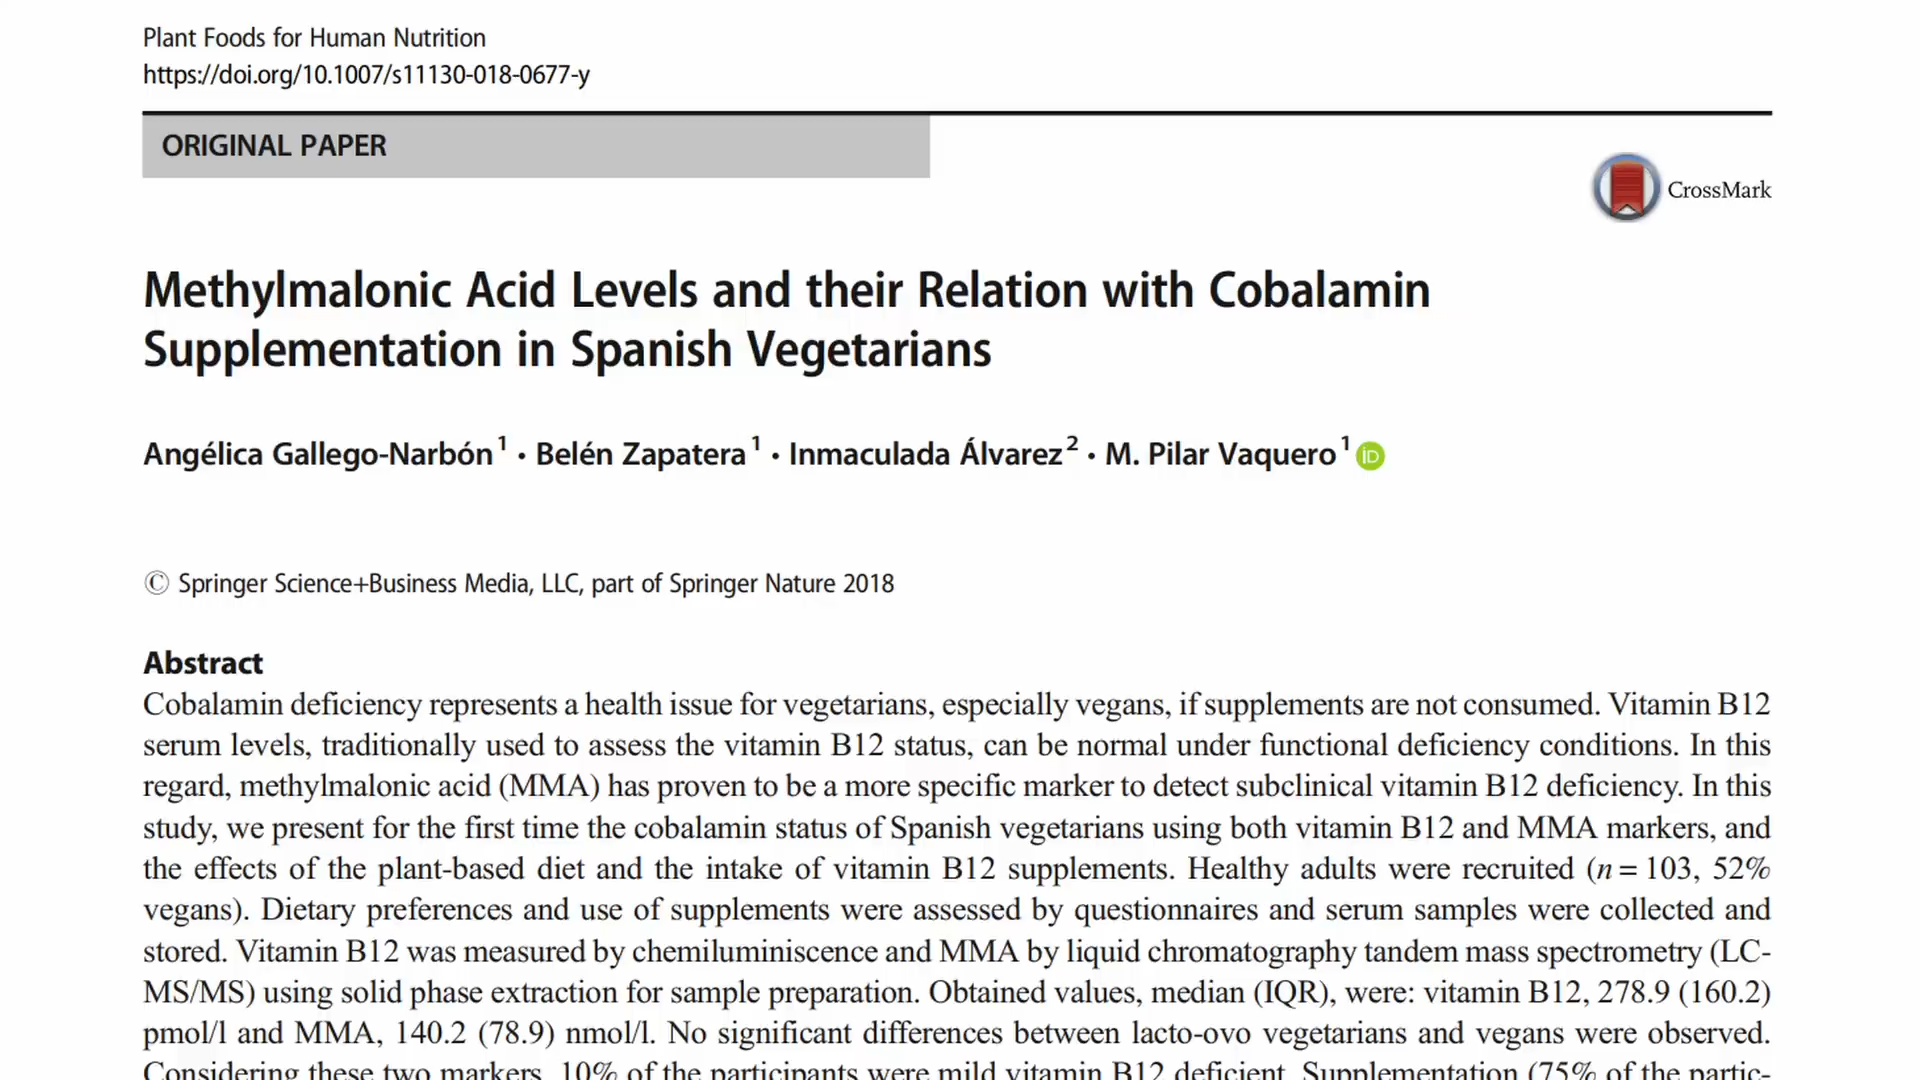 Plant Foods for Human Nutrition
https://doi.org/10.1007/s11130-018-0677-y
ORIGINAL PAPER
CrossMark
Methylmalonic Acid Levels and their Relation with Cobalamin
Supplementation in Spanish Vegetarians
Angélica Gallego-Narbón 1 • Belén Zapatera 1 • Inmaculada Álvarez 2 • M. Pilar Vaquero 1 iD
© Springer Science+Business Media, LLC, part of Springer Nature 2018
Abstract
Cobalamin deficiency represents a health issue for vegetarians, especially vegans, if supplements are not consumed. Vitamin B12
serum levels, traditionally used to assess the vitamin B12 status, can be normal under functional deficiency conditions. In this
regard, methylmalonic acid (MMA) has proven to be a more specific marker to detect subclinical vitamin B12 deficiency. In this
study, we present for the first time the cobalamin status of Spanish vegetarians using both vitamin B12 and MMA markers, and
the effects of the plant-based diet and the intake of vitamin B12 supplements. Healthy adults were recruited (n = 103, 52%
vegans). Dietary preferences and use of supplements were assessed by questionnaires and serum samples were collected and
stored. Vitamin B12 was measured by chemiluminiscence and MMA by liquid chromatography tandem mass spectrometry (LC-
MS/MS) using solid phase extraction for sample preparation. Obtained values, median (IQR), were: vitamin B12, 278.9 (160.2)
pmol/l and MMA, 140.2 (78.9) nmol/l. No significant differences between lacto-ovo vegetarians and vegans were observed.
Considering these two markers, 10% of the participants were mild vitamin B12 deficient. Supplementation (75% of the partic-